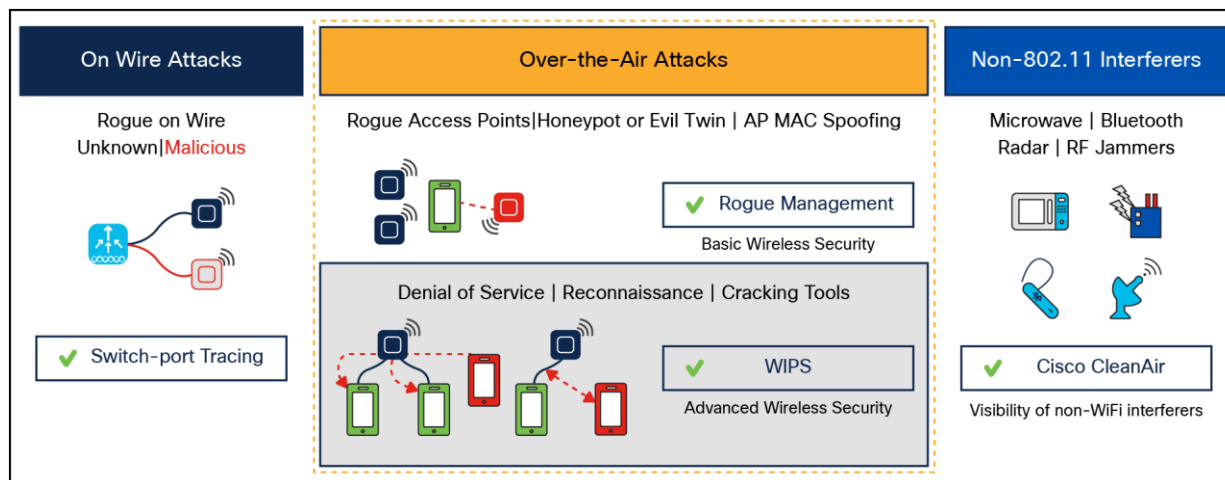 On Wire Attacks
Rogue on Wire
Unknown|Malicious
Switch-port Tracing
Over-the-Air Attacks
Rogue Access Points|Honeypot or Evil Twin | AP MAC Spoofing
Rogue Management
Basic Wireless Security
Denial of Service | Reconnaissance | Cracking Tools
WIPS
Advanced Wireless Security
Non-802.11 Interferers
Microwave | Bluetooth
Radar | RF Jammers
Cisco CleanAir
Visibility of non-WiFi interferers